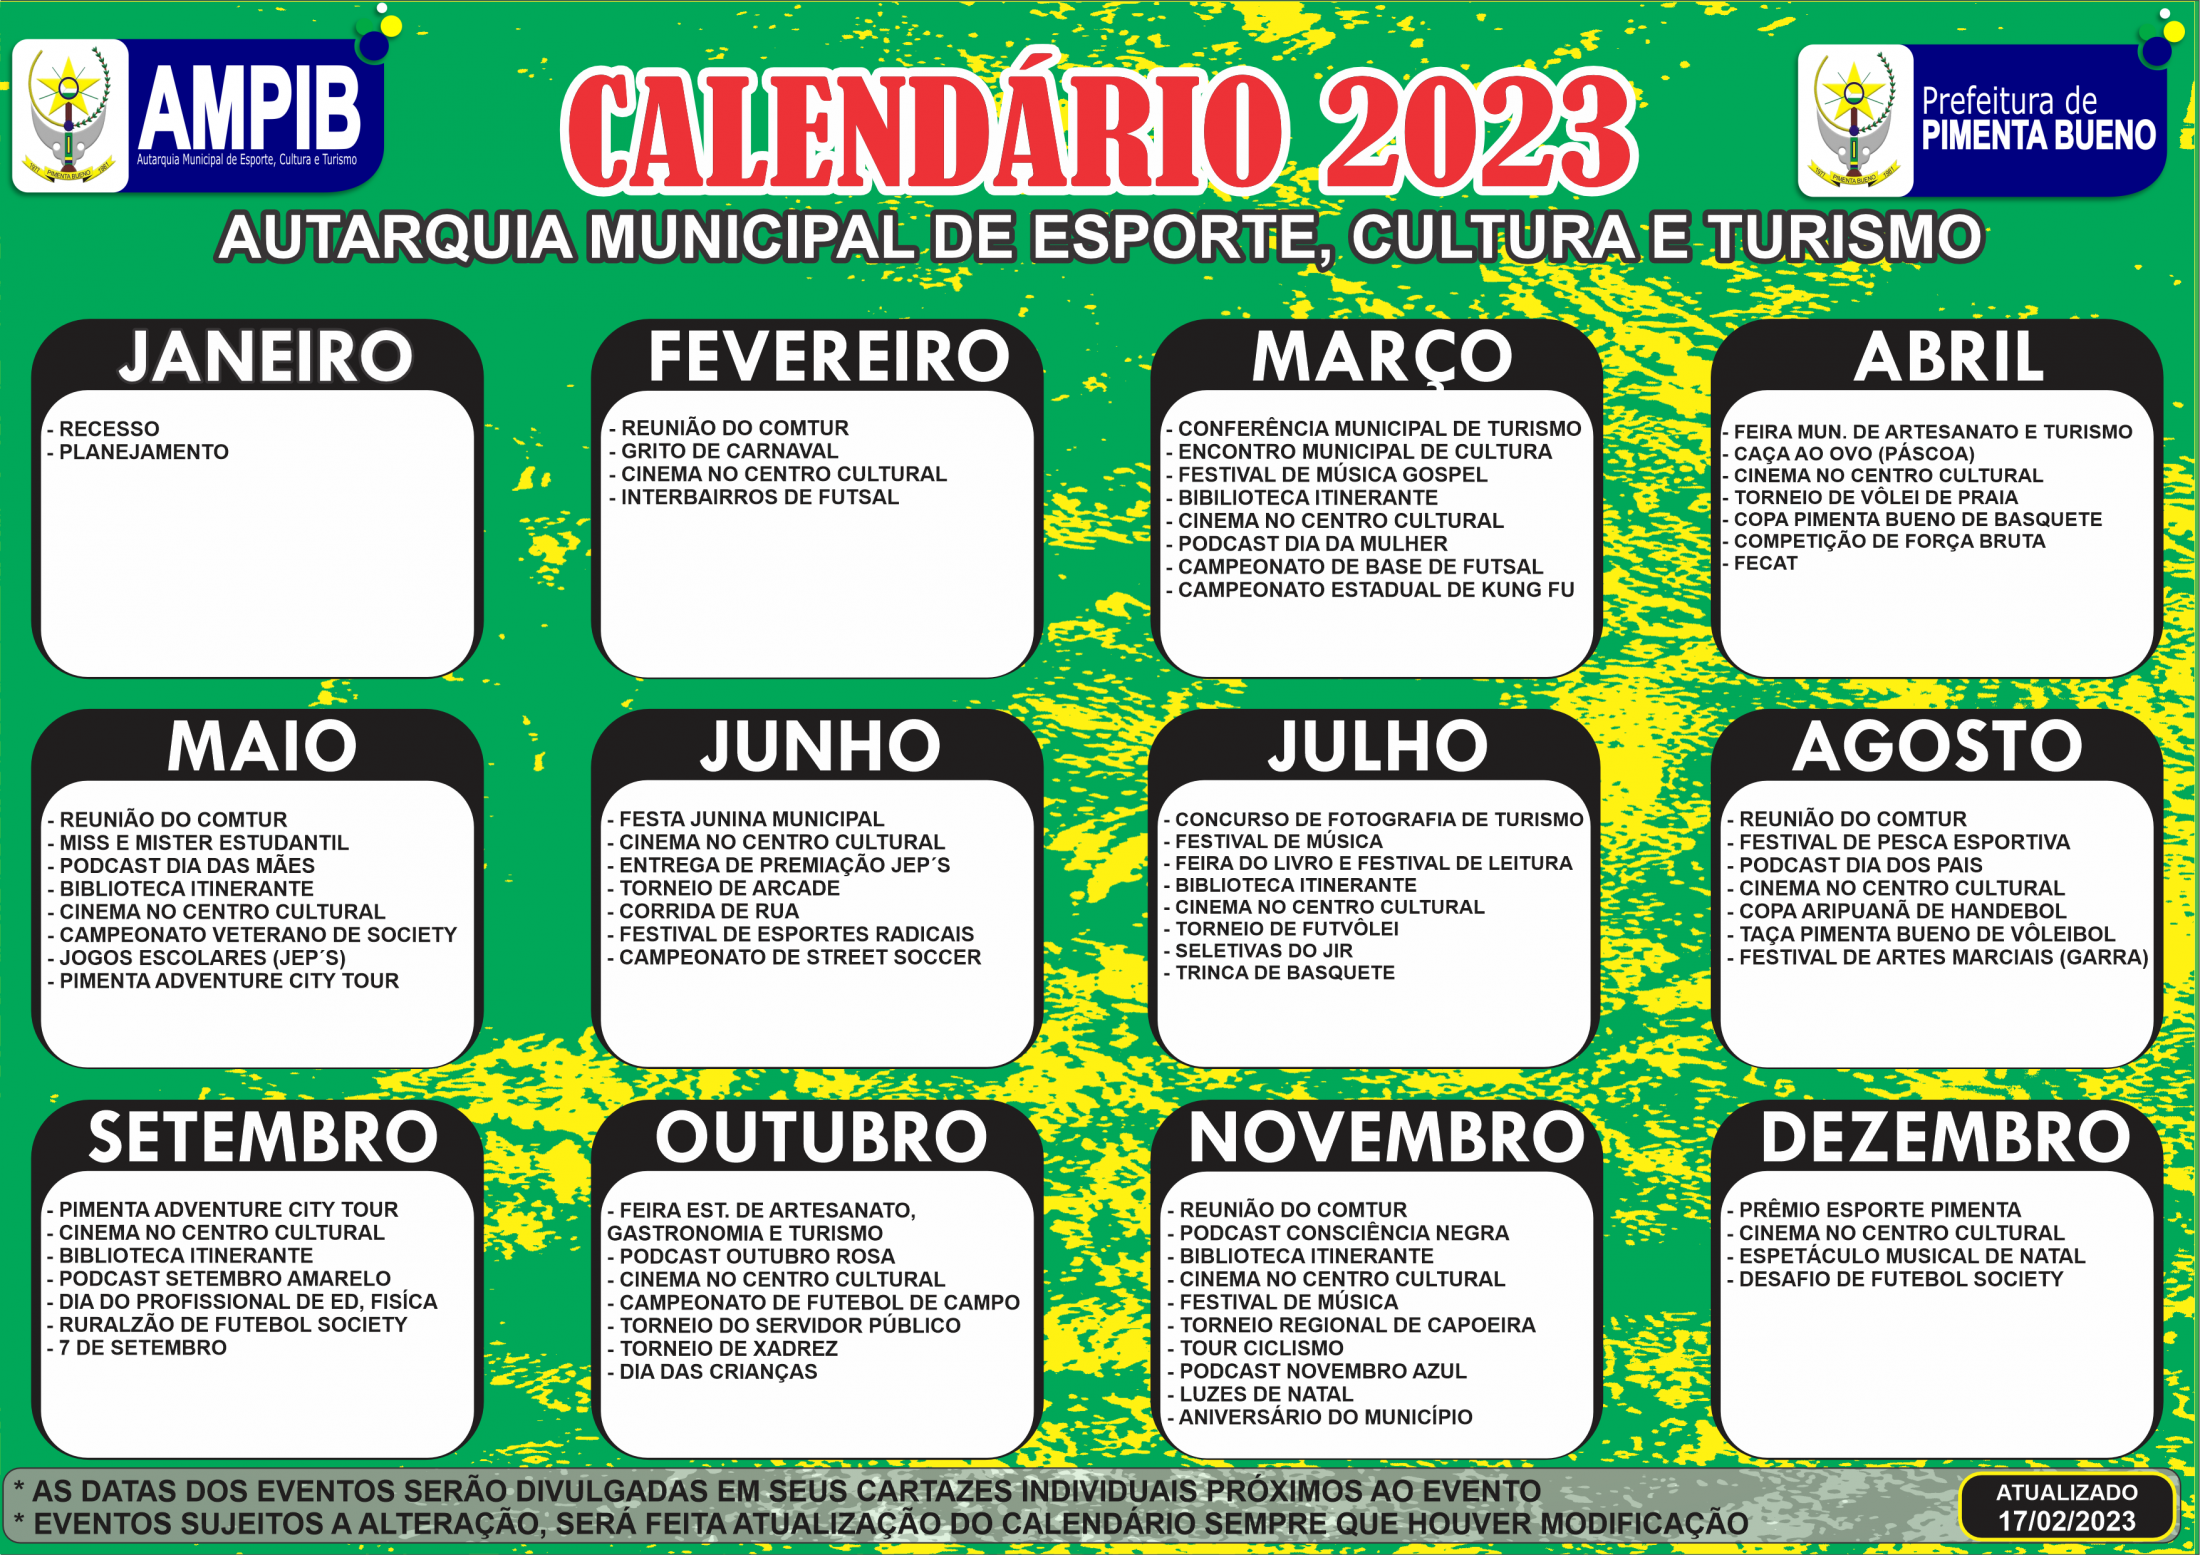 AMPIB
Autarquia Municipal de Esporte, Cultura e Turismo
1977 PIMENTA BUENO 1981
CALENDÁRIO 2023
Prefeitura de
PIMENTA BUENO
1977 PIMENTA BUENO 1981
AUTARQUIA MUNICIPAL DE ESPORTE, CULTURA E TURISMO
JANEIRO
- RECESSO
- PLANEJAMENTO
FEVEREIRO
- REUNIÃO DO COMTUR
- GRITO DE CARNAVAL
- CINEMA NO CENTRO CULTURAL
- INTERBAIRROS DE FUTSAL
MARÇO
- CONFERÊNCIA MUNICIPAL DE TURISMO
- ENCONTRO MUNICIPAL DE CULTURA
- FESTIVAL DE MÚSICA GOSPEL
- BIBILIOTECA ITINERANTE
- CINEMA NO CENTRO CULTURAL
- PODCAST DIA DA MULHER
- CAMPEONATO DE BASE DE FUTSAL
- CAMPEONATO ESTADUAL DE KUNG FU
ABRIL
- FEIRA MUN. DE ARTESANATO E TURISMO
- CAÇA AO OVO (PÁSCOA)
- CINEMA NO CENTRO CULTURAL
- TORNEIO DE VÔLEI DE PRAIA
- COPA PIMENTA BUENO DE BASQUETE
- COMPETIÇÃO DE FORÇA BRUTA
- FECAT
MAIO
- REUNIÃO DO COMTUR
- MISS E MISTER ESTUDANTIL
- PODCAST DIA DAS MÃES
- BIBLIOTECA ITINERANTE
- CINEMA NO CENTRO CULTURAL
- CAMPEONATO VETERANO DE SOCIETY
- JOGOS ESCOLARES (JEP´S)
- PIMENTA ADVENTURE CITY TOUR
JUNHO
- FESTA JUNINA MUNICIPAL
- CINEMA NO CENTRO CULTURAL
- ENTREGA DE PREMIAÇÃO JEP´S
- TORNEIO DE ARCADE
- CORRIDA DE RUA
- FESTIVAL DE ESPORTES RADICAIS
- CAMPEONATO DE STREET SOCCER
JULHO
- CONCURSO DE FOTOGRAFIA DE TURISMO
- FESTIVAL DE MÚSICA
- FEIRA DO LIVRO E FESTIVAL DE LEITURA
- BIBLIOTECA ITINERANTE
- CINEMA NO CENTRO CULTURAL
- TORNEIO DE FUTVÔLEI
- SELETIVAS DO JIR
- TRINCA DE BASQUETE
AGOSTO
- REUNIÃO DO COMTUR
- FESTIVAL DE PESCA ESPORTIVA
- PODCAST DIA DOS PAIS
- CINEMA NO CENTRO CULTURAL
- COPA ARIPUANÃ DE HANDEBOL
- TAÇA PIMENTA BUENO DE VÔLEIBOL
- FESTIVAL DE ARTES MARCIAIS (GARRA)
SETEMBRO
- PIMENTA ADVENTURE CITY TOUR
- CINEMA NO CENTRO CULTURAL
- BIBLIOTECA ITINERANTE
- PODCAST SETEMBRO AMARELO
- DIA DO PROFISSIONAL DE ED, FISÍCA
- RURALZÃO DE FUTEBOL SOCIETY
- 7 DE SETEMBRO
OUTUBRO
- FEIRA EST. DE ARTESANATO,
GASTRONOMIA E TURISMO
- PODCAST OUTUBRO ROSA
- CINEMA NO CENTRO CULTURAL
- CAMPEONATO DE FUTEBOL DE CAMPO
- TORNEIO DO SERVIDOR PÚBLICO
- TORNEIO DE XADREZ
- DIA DAS CRIANÇAS
NOVEMBRO
- REUNIÃO DO COMTUR
- PODCAST CONSCIÊNCIA NEGRA
- BIBLIOTECA ITINERANTE
- CINEMA NO CENTRO CULTURAL
- FESTIVAL DE MÚSICA
- TORNEIO REGIONAL DE CAPOEIRA
- TOUR CICLISMO
- PODCAST NOVEMBRO AZUL
- LUZES DE NATAL
- ANIVERSÁRIO DO MUNICÍPIO
DEZEMBRO
- PRÊMIO ESPORTE PIMENTA
- CINEMA NO CENTRO CULTURAL
- ESPETÁCULO MUSICAL DE NATAL
- DESAFIO DE FUTEBOL SOCIETY
* AS DATAS DOS EVENTOS SERÃO DIVULGADAS EM SEUS CARTAZES INDIVIDUAIS PRÓXIMOS AO EVENTO
* EVENTOS SUJEITOS A ALTERAÇÃO, SERÁ FEITA ATUALIZAÇÃO DO CALENDÁRIO SEMPRE QUE HOUVER MODIFICAÇÃO
ATUALIZADO
17/02/2023